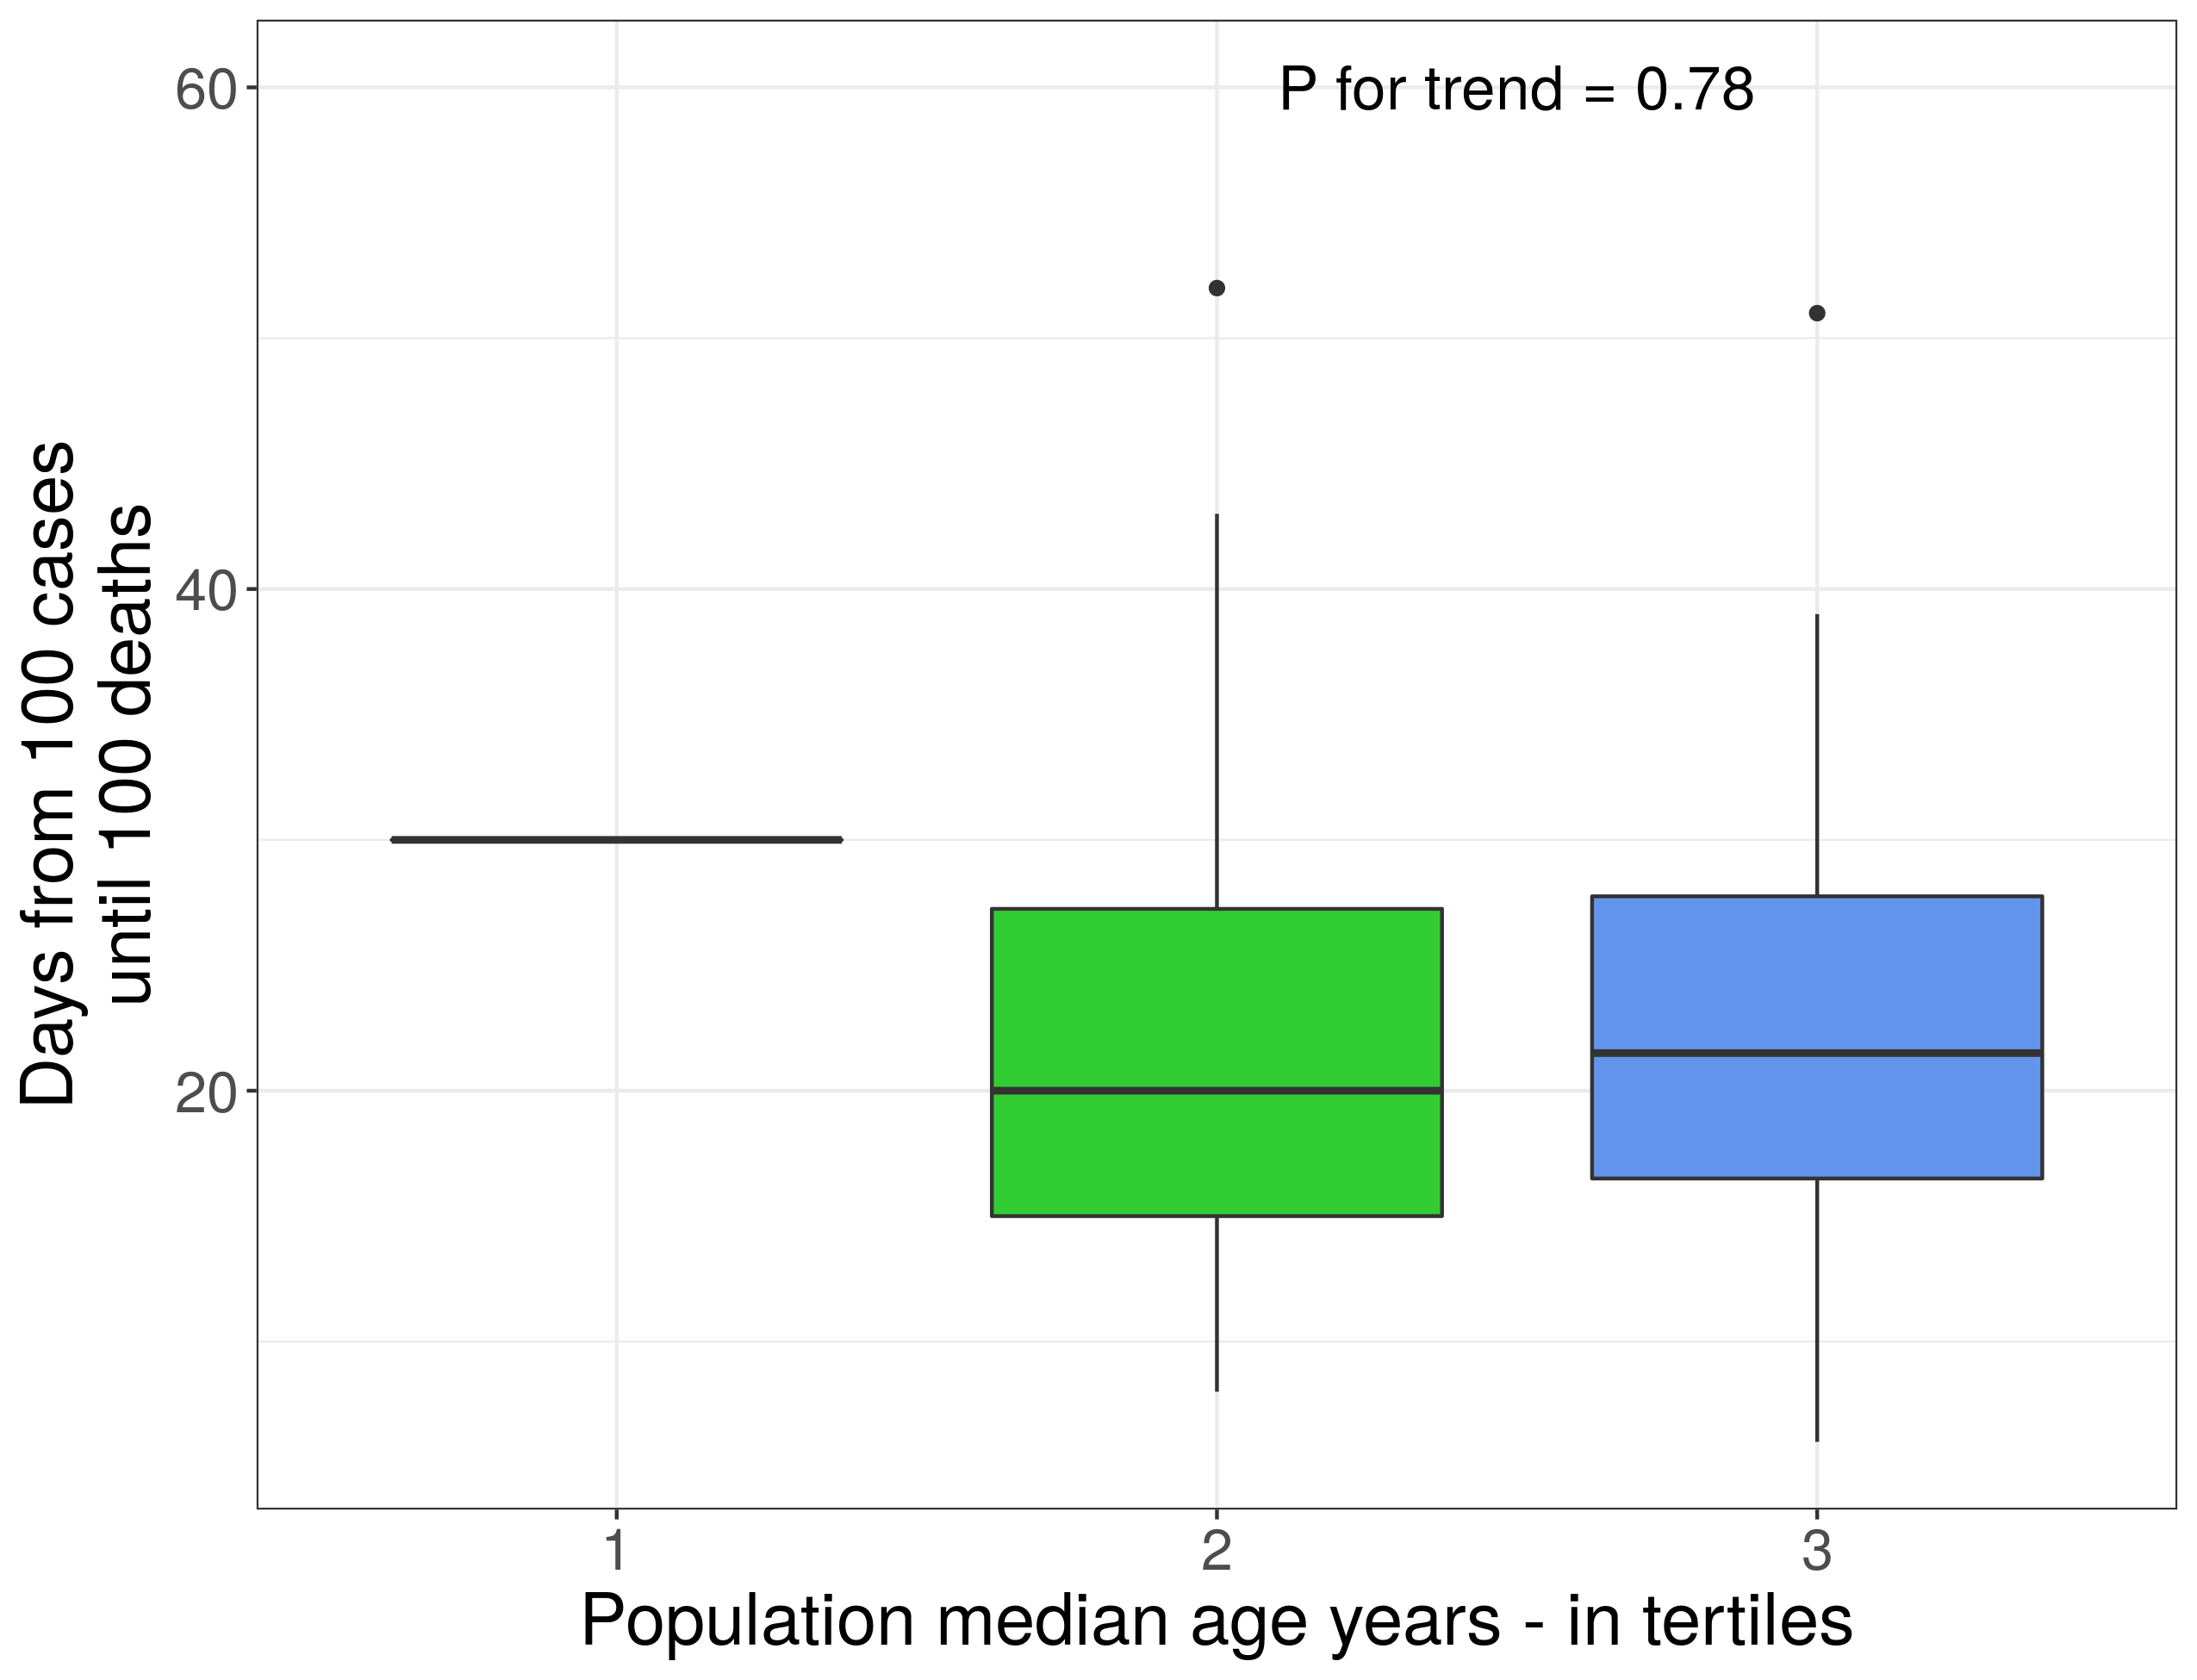 P for trend = 0.78
60
40
20
Days from 100 cases
until 100 deaths
1 2 3
Population median age years - in tertiles